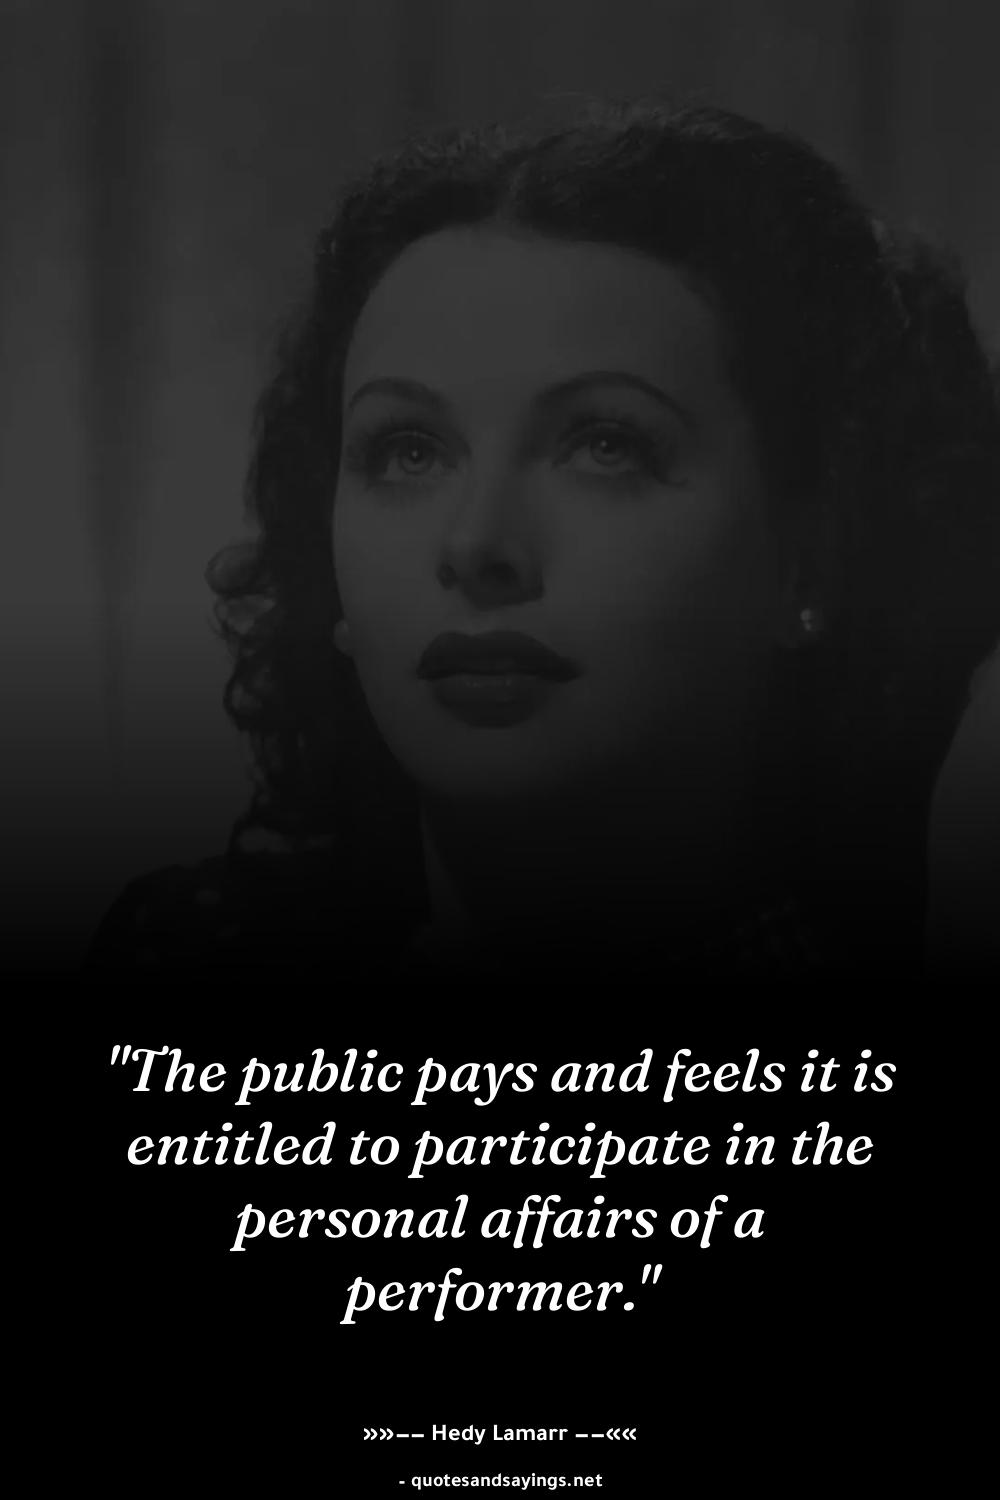 "The public pays and feels it is
entitled to participate in the
personal affairs of a
performer."
»»–– Hedy Lamarr ––««
- quotesandsayings.net